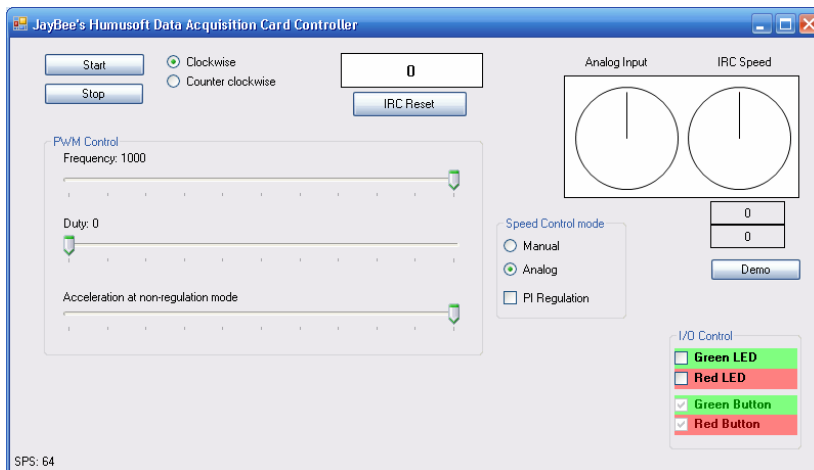 JayBee's Humusoft Data Acquisition Card Controller
Start
Stop
Clockwise
Counter clockwise
0
IRC Reset
Analog Input
IRC Speed
PWM Control
Frequency: 1000
Duty: 0
Acceleration at non-regulation mode
Speed Control mode
Manual
Analog
PI Regulation
0
0
Demo
I/O Control
Green LED
Red LED
Green Button
Red Button
SPS: 64